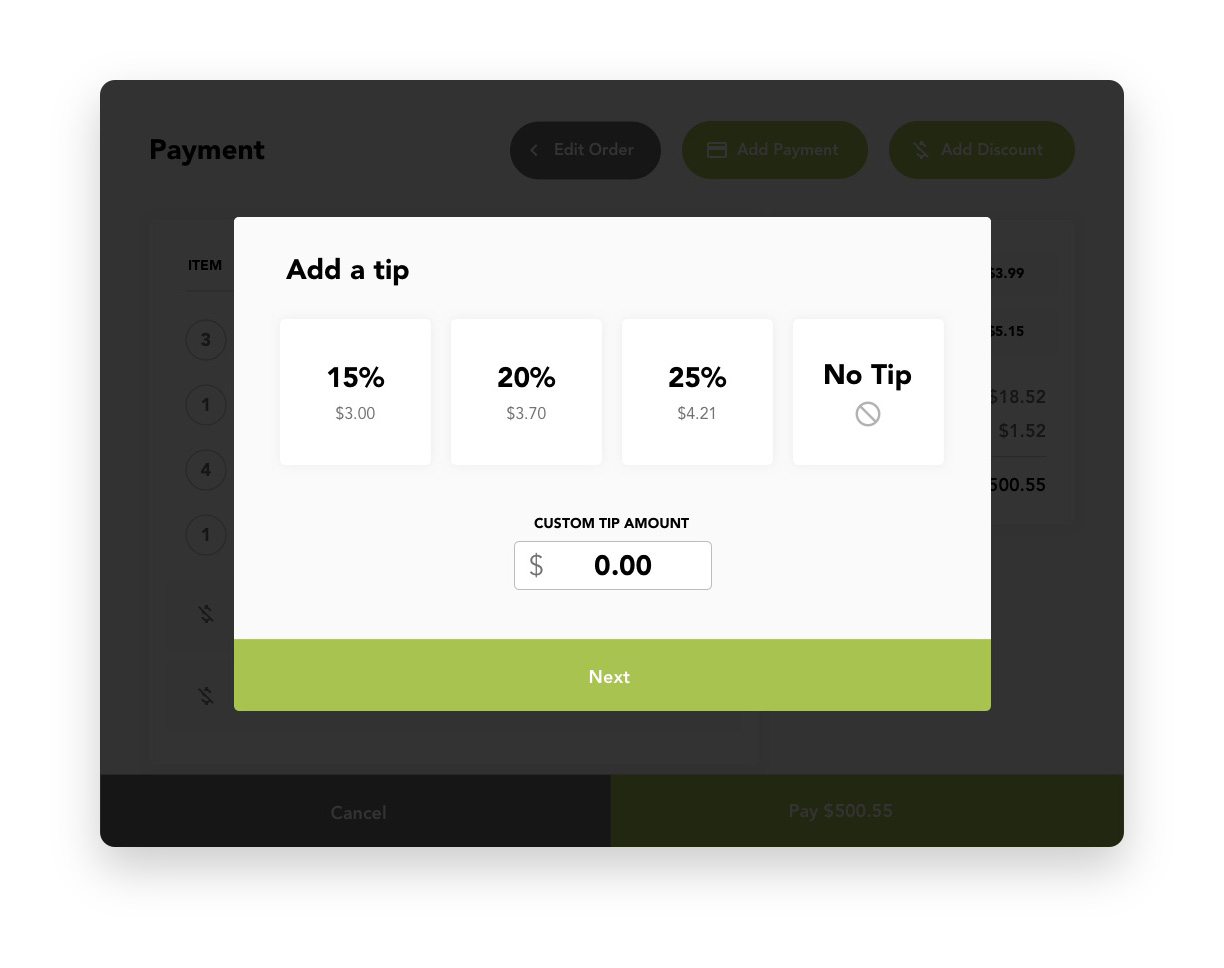 Payment
Edit Order
Add Payment
Add Discount
ITEM
3
1
4
1
$3.99
$5.15
$18.52
$1.52
500.55
Add a tip
15%
$3.00
20%
$3.70
25%
$4.21
No Tip
CUSTOM TIP AMOUNT
$ 0.00
Next
Cancel
Pay $500.55